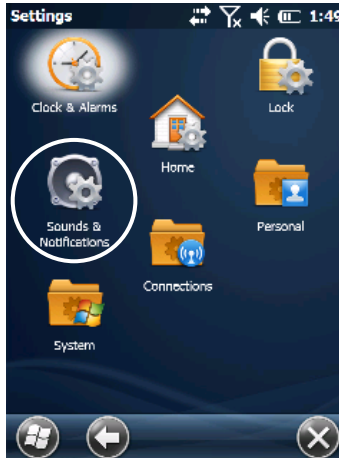 Settings 1:49
Clock & Alarms
Lock
Home
Sounds &
Notifications
Personal
Connections
System